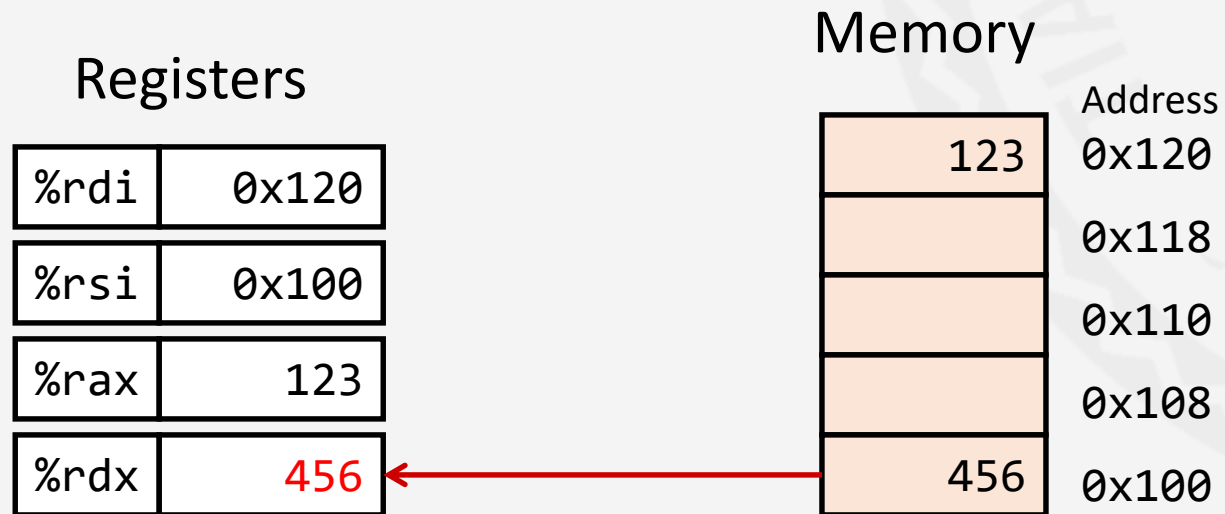 Registers
%rdi 0x120
%rsi 0x100
%rax 123
%rdx 456
Memory
Address
123 0x120
0x118
0x110
0x108
456 0x100